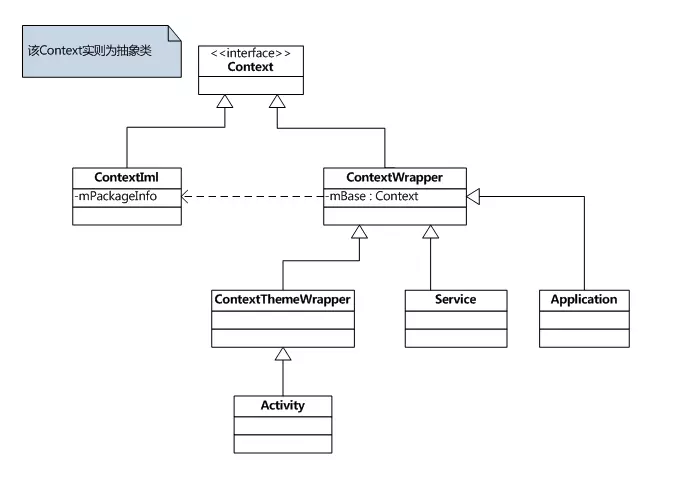 该Context实则为抽象类
<<interface>>
Context
ContextIml
-mPackageInfo
ContextWrapper
-mBase : Context
ContextThemeWrapper
Service
Application
Activity